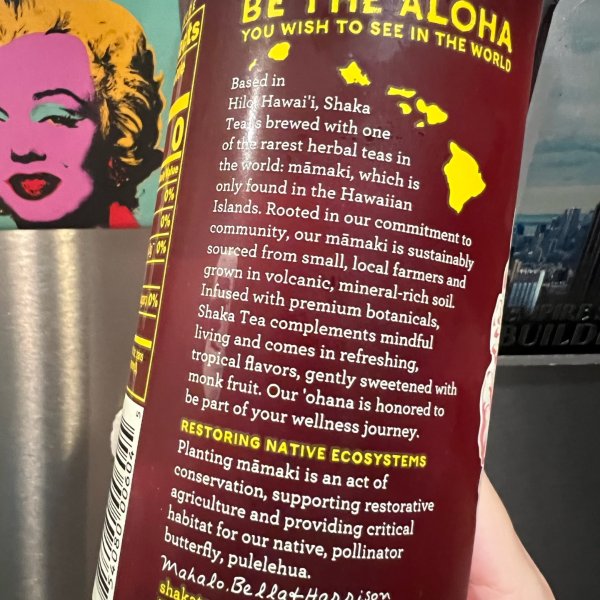 BE THE ALOHA
YOU WISH TO SEE IN THE WORLD
Based in
Hilo, Hawai'i, Shaka
Tea is brewed with one
of the rarest herbal teas in
the world: māmaki, which is
only found in the Hawaiian
Islands. Rooted in our commitment to
community, our māmaki is sustainably
sourced from small, local farmers and
grown in volcanic, mineral-rich soil.
Infused with premium botanicals,
Shaka Tea complements mindful
living and comes in refreshing,
tropical flavors, gently sweetened with
monk fruit. Our 'ohana is honored to
be part of your wellness journey.
RESTORING NATIVE ECOSYSTEMS
Planting māmaki is an act of
conservation, supporting restorative
agriculture and providing critical
habitat for our native, pollinator
butterfly, pulelehua.
Mahalo, Bella + Harrison
0%
0%
0%
0%